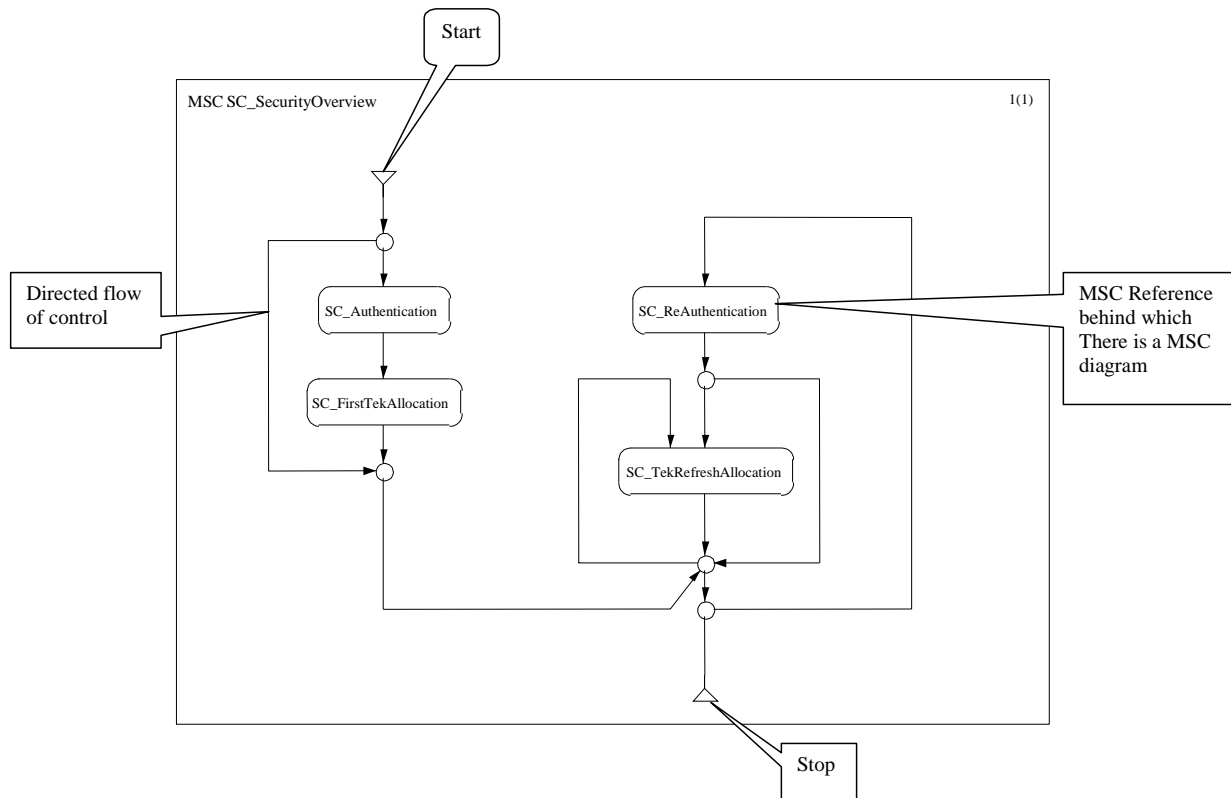 Start
MSC SC_SecurityOverview
1(1)
Directed flow
of control
SC_Authentication
SC_FirstTekAllocation
SC_ReAuthentication
SC_TekRefreshAllocation
MSC Reference
behind which
There is a MSC
diagram
Stop